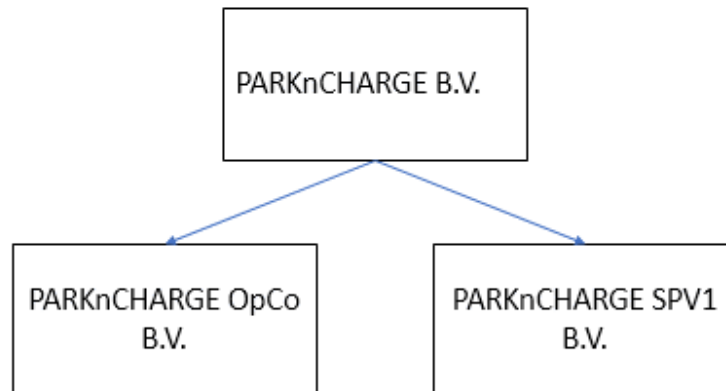 PARKnCHARGE B.V.
PARKnCHARGE OpCo
B.V.
PARKnCHARGE SPV1
B.V.